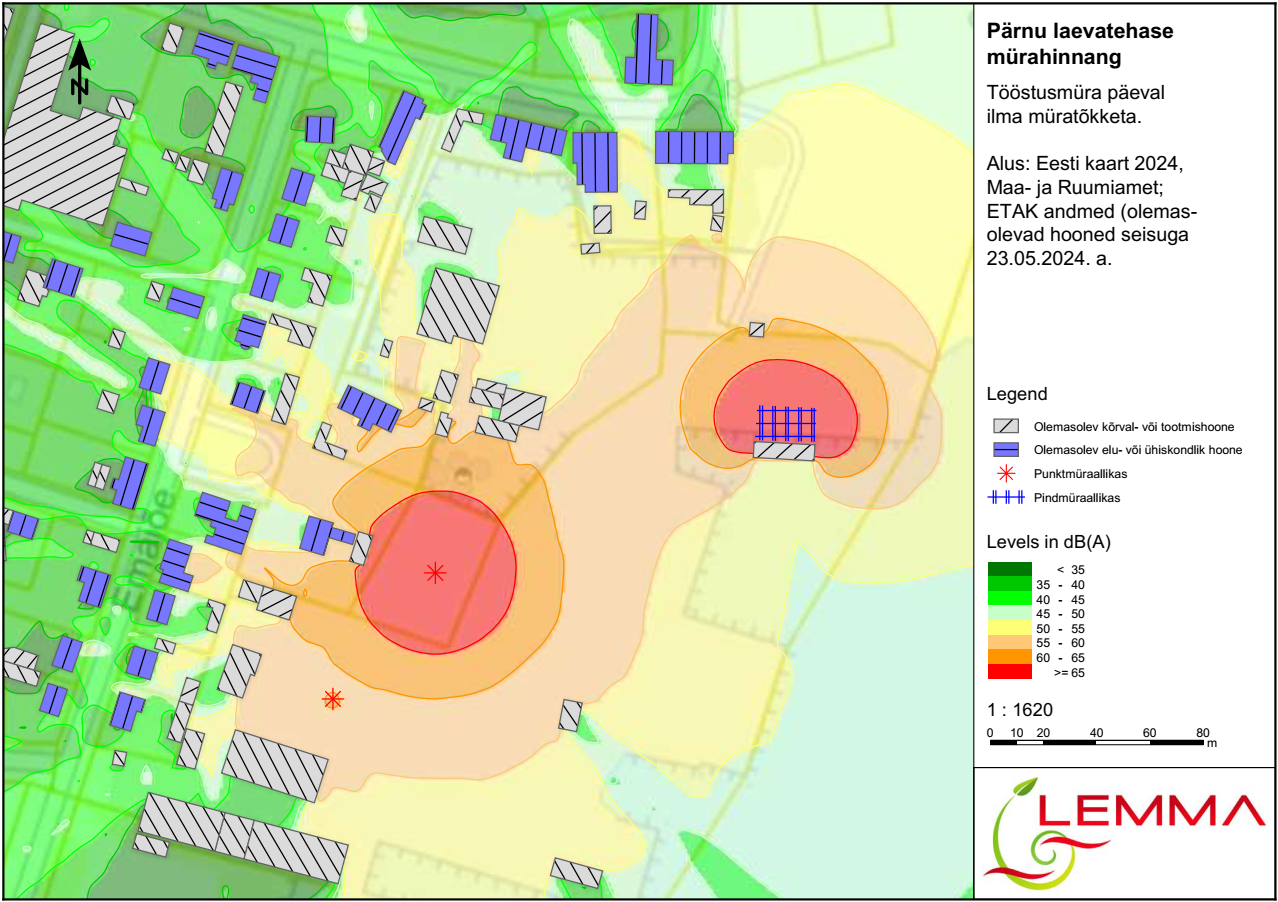 Pärnu laevatehase
mürahinnang
Tööstusmüra päeval
ilma müratõkketa.
Alus: Eesti kaart 2024,
Maa- ja Ruumiamet;
ETAK andmed (olemas-
olevad hooned seisuga
23.05.2024. a.
Legend
Olemasolev kõrval- või tootmishoone
Olemasolev elu- või ühiskondlik hoone
Punktmüraallikas
Pindmüraallikas
Levels in dB(A)
< 35
35 - 40
40 - 45
45 - 50
50 - 55
55 - 60
60 - 65
>= 65
1 : 1620
0 10 20 40 60 80
m
LEMMA
N
Emajõe